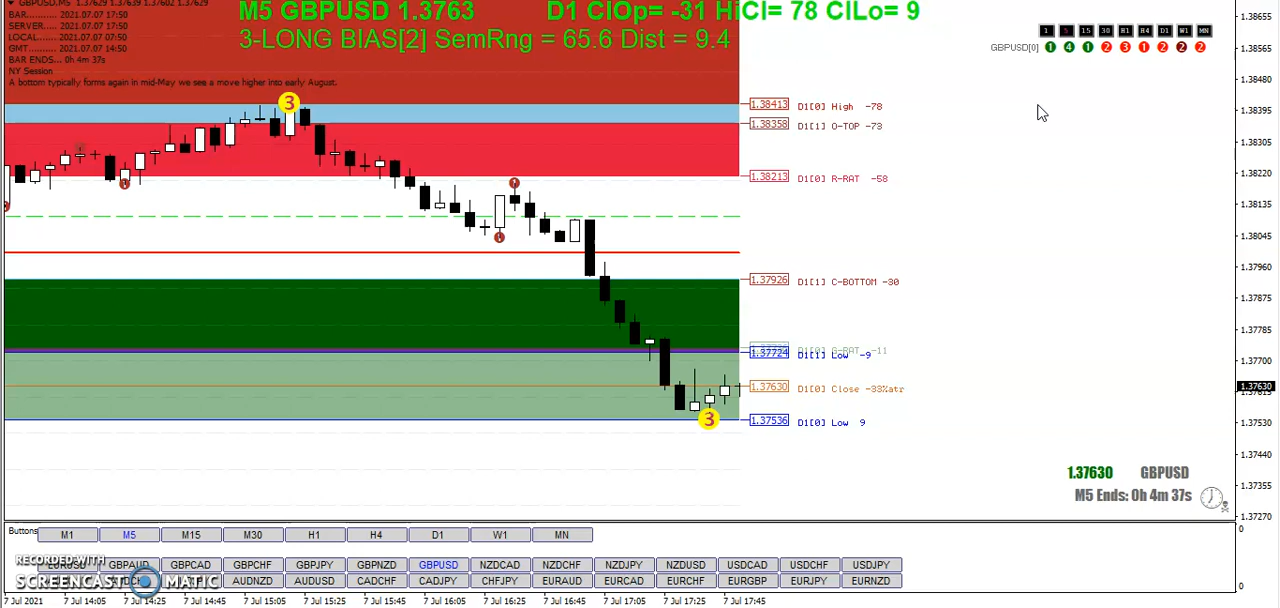 GBPUSD.M5 1.37629 1.37639 1.37602 1.37629
BAR........ 2021.07.07 17:50
SERVER..... 2021.07.07 17:50
LOCAL...... 2021.07.07 07:50
GMT........ 2021.07.07 14:50
BAR ENDS... 0h 4m 37s
NY Session
A bottom typically forms again in mid-May we see a move higher into early August.
M5 GBPUSD 1.3763 D1 ClOp= -31 HiCl= 78 ClLo= 9
3-LONG BIAS[2] SemRng = 65.6 Dist = 9.4
1 5 15 30 H1 H4 D1 W1 MN
GBPUSD[0] 1 4 1 2 3 1 2 2 2
3
1.38413 D1[0] High -78
1.38358 D1[1] O-TOP -73
1.38213 D1[0] R-RAT -58
1.37926 D1[1] C-BOTTOM -30
D1[0] G-RAT -11
1.37724 D1[1] Low -9
1.37630 D1[0] Close -33%atr
1.37536 D1[0] Low 9
3
1.38655
1.38565
1.38480
1.38395
1.38305
1.38220
1.38135
1.38045
1.37960
1.37875
1.37785
1.37700
1.37630
1.37615
1.37530
1.37440
1.37355
1.37270
1.37630 GBPUSD
M5 Ends: 0h 4m 37s
Buttons M1 M5 M15 M30 H1 H4 D1 W1 MN
0
GBPAUD GBPCAD GBPCHF GBPJPY GBPNZD GBPUSD NZDCAD NZDCHF NZDJPY NZDUSD USDCAD USDCHF USDJPY
AUDNZD AUDUSD CADCHF CADJPY CHFJPY EURAUD EURCAD EURCHF EURGBP EURJPY EURNZD
0
RECORDED WITH
SCREENCAST MATIC
7 Jul 2021 7 Jul 14:05 7 Jul 14:25 7 Jul 14:45 7 Jul 15:05 7 Jul 15:25 7 Jul 15:45 7 Jul 16:05 7 Jul 16:25 7 Jul 16:45 7 Jul 17:05 7 Jul 17:25 7 Jul 17:45